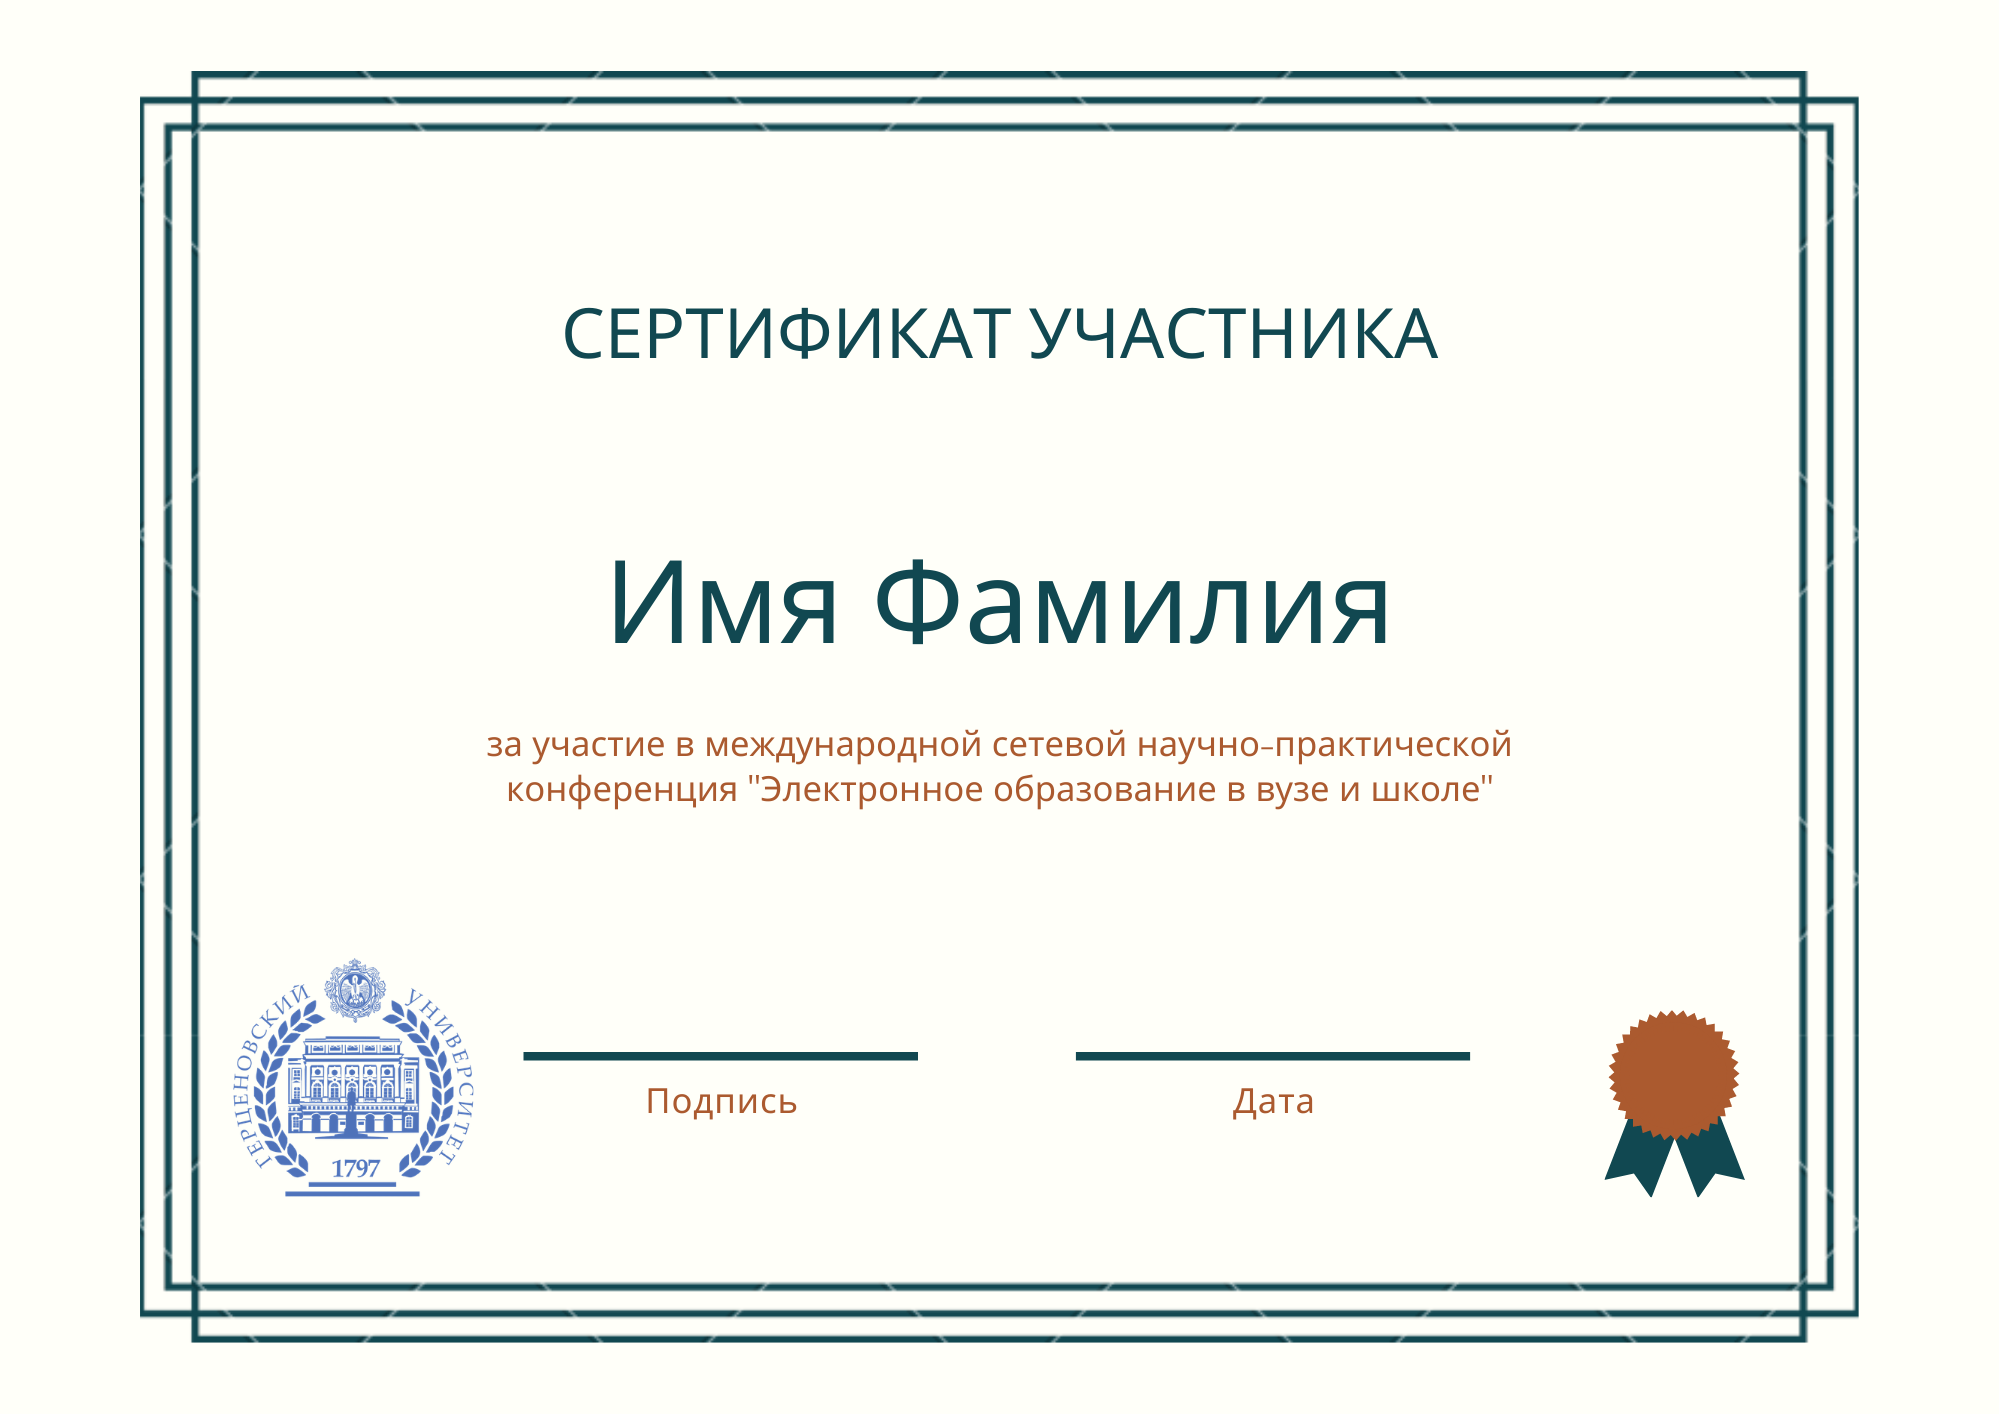 СЕРТИФИКАТ УЧАСТНИКА
Имя Фамилия
за участие в международной сетевой научно-практической
конференция "Электронное образование в вузе и школе"
ГЕРЦЕНОВСКИЙ УНИВЕРСИТЕТ
1797
Подпись
Дата